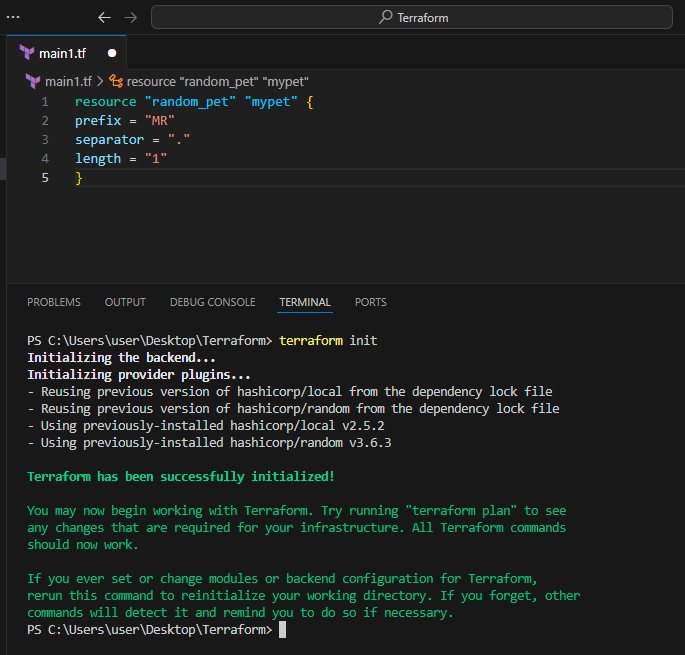 Terraform
main1.tf
main1.tf > resource "random_pet" "mypet"
1 resource "random_pet" "mypet" {
2 prefix = "MR"
3 separator = "."
4 length = "1"
5 }
PROBLEMS OUTPUT DEBUG CONSOLE TERMINAL PORTS
PS C:\Users\user\Desktop\Terraform> terraform init
Initializing the backend...
Initializing provider plugins...
- Reusing previous version of hashicorp/local from the dependency lock file
- Reusing previous version of hashicorp/random from the dependency lock file
- Using previously-installed hashicorp/local v2.5.2
- Using previously-installed hashicorp/random v3.6.3
Terraform has been successfully initialized!
You may now begin working with Terraform. Try running "terraform plan" to see
any changes that are required for your infrastructure. All Terraform commands
should now work.
If you ever set or change modules or backend configuration for Terraform,
rerun this command to reinitialize your working directory. If you forget, other
commands will detect it and remind you to do so if necessary.
PS C:\Users\user\Desktop\Terraform>